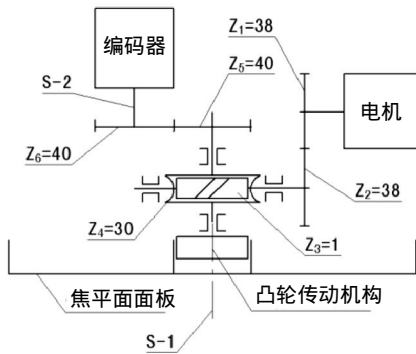 编码器
Z₁=38
S-2
Z₅=40
电机
Z₆=40
Z₂=38
Z₄=30
Z₃=1
焦平面面板
凸轮传动机构
S-1